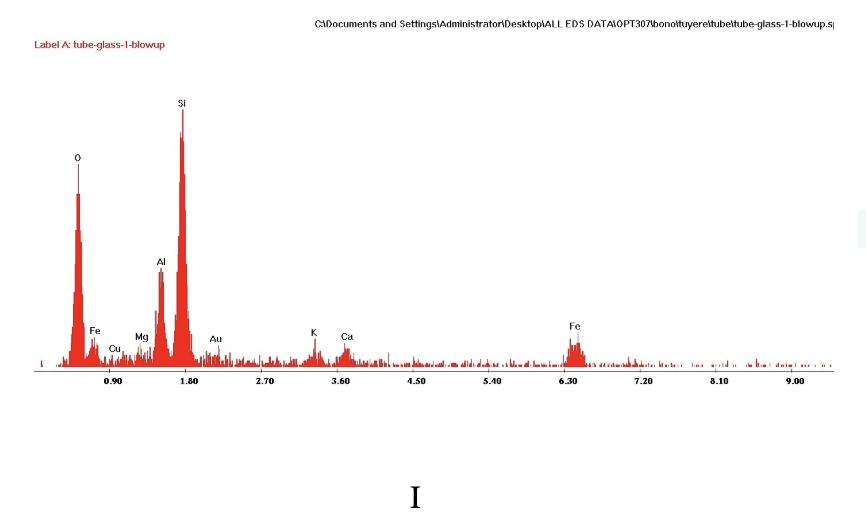 C:\Documents and Settings\Administrator\Desktop\ALL EDS DATA\OPT307\bono\tuyere\tube\tube-glass-1-blowup.s
Label A: tube-glass-1-blowup
Si
O
Al
Fe
Cu
Mg
Au
K
Ca
Fe
0.90 1.80 2.70 3.60 4.50 5.40 6.30 7.20 8.10 9.00
I